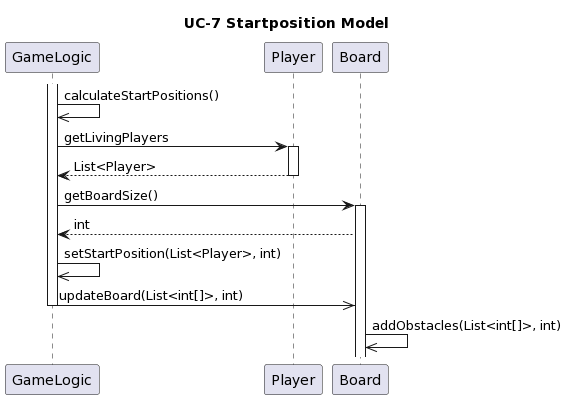 UC-7 Startposition Model
GameLogic Player Board
calculateStartPositions()
getLivingPlayers
List<Player>
getBoardSize()
int
setStartPosition(List<Player>, int)
updateBoard(List<int[]>, int)
addObstacles(List<int[]>, int)
GameLogic Player Board